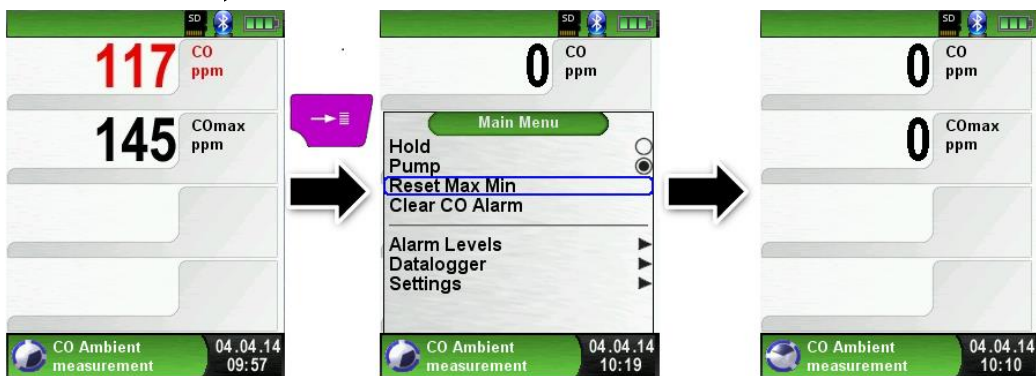 SD
117 CO
ppm
145 COmax
ppm
CO Ambient 04.04.14
measurement 09:57
SD
0 CO
ppm
Main Menu
Hold
Pump
Reset Max Min
Clear CO Alarm
Alarm Levels
Datalogger
Settings
CO Ambient 04.04.14
measurement 10:19
SD
0 CO
ppm
0 COmax
ppm
CO Ambient 04.04.14
measurement 10:10